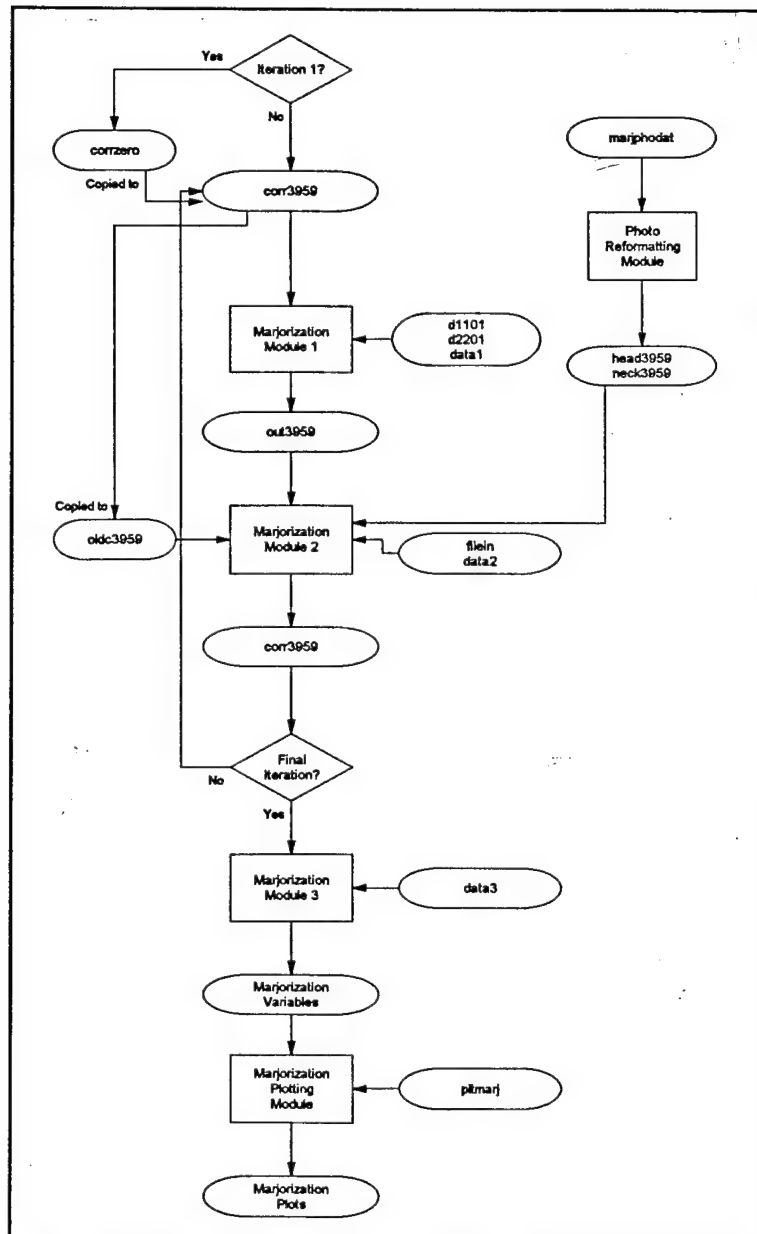 Yes
Iteration 1?
No
corrzero
Copied to
corr3959
marjphodat
Photo
Reformatting
Module
Marjorization
Module 1
d1101
d2201
data1
head3959
neck3959
out3959
Copied to
oldc3959
Marjorization
Module 2
filein
data2
corr3959
Final
Iteration?
No
Yes
Marjorization
Module 3
data3
Marjorization
Variables
Marjorization
Plotting
Module
pltmarj
Marjorization
Plots